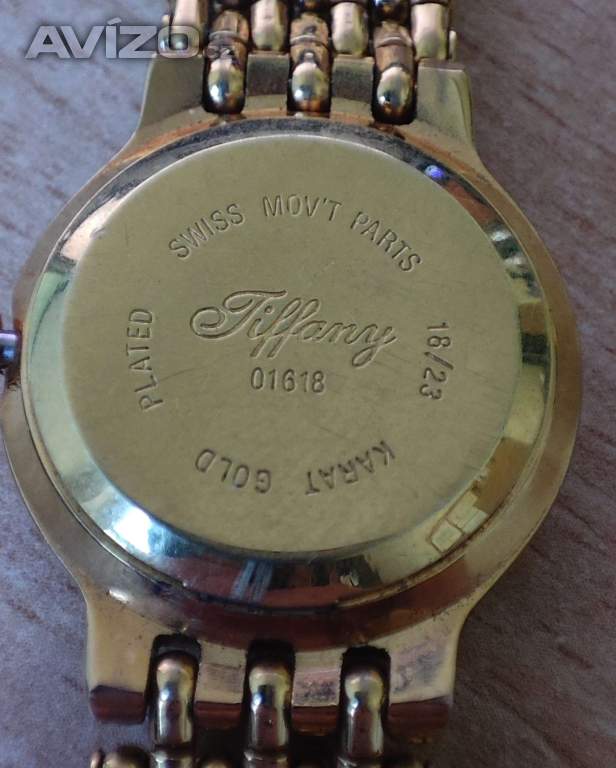 AVÍZO
SWISS MOV'T PARTS
18/23
KARAT GOLD
PLATED
Tiffany
01618